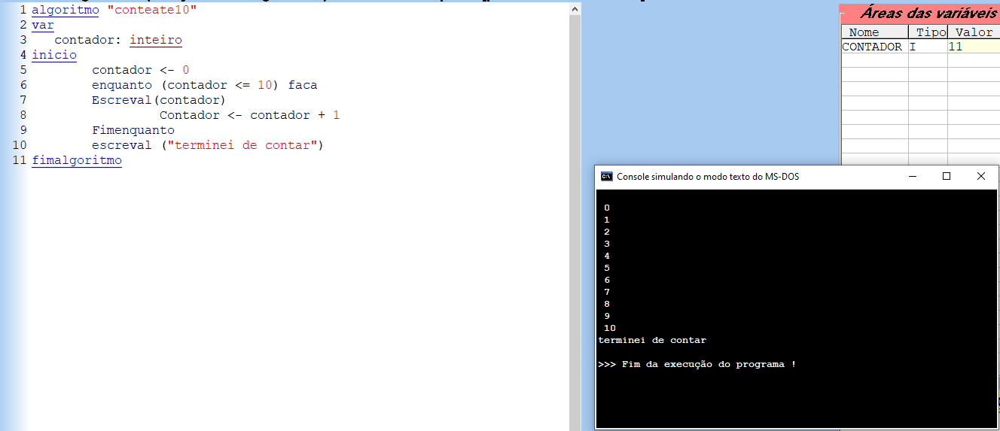 1 algoritmo "conteate10"
2 var
3 contador: inteiro
4 inicio
5 contador <- 0
6 enquanto (contador <= 10) faca
7 Escreval(contador)
8 Contador <- contador + 1
9 Fimenquanto
10 escreval ("terminei de contar")
11 fimalgoritmo
Áreas das variáveis
Nome Tipo Valor
CONTADOR I 11
Console simulando o modo texto do MS-DOS
0
1
2
3
4
5
6
7
8
9
10
terminei de contar
>>> Fim da execução do programa !